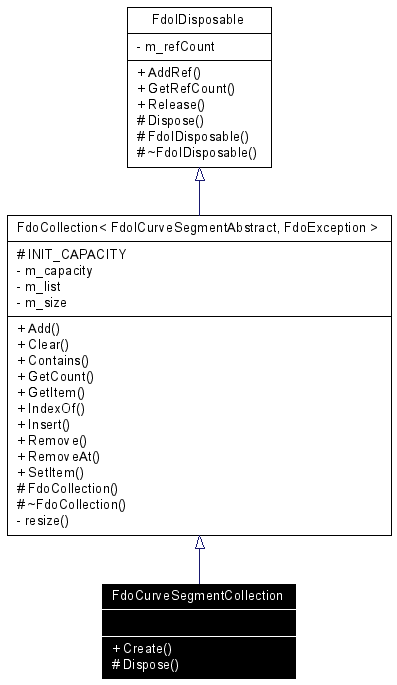 FdoIDisposable
- m_refCount
+ AddRef()
+ GetRefCount()
+ Release()
# Dispose()
# FdoIDisposable()
# ~FdoIDisposable()
FdoCollection< FdoICurveSegmentAbstract, FdoException >
# INIT_CAPACITY
- m_capacity
- m_list
- m_size
+ Add()
+ Clear()
+ Contains()
+ GetCount()
+ GetItem()
+ IndexOf()
+ Insert()
+ Remove()
+ RemoveAt()
+ SetItem()
# FdoCollection()
# ~FdoCollection()
- resize()
FdoCurveSegmentCollection
+ Create()
# Dispose()